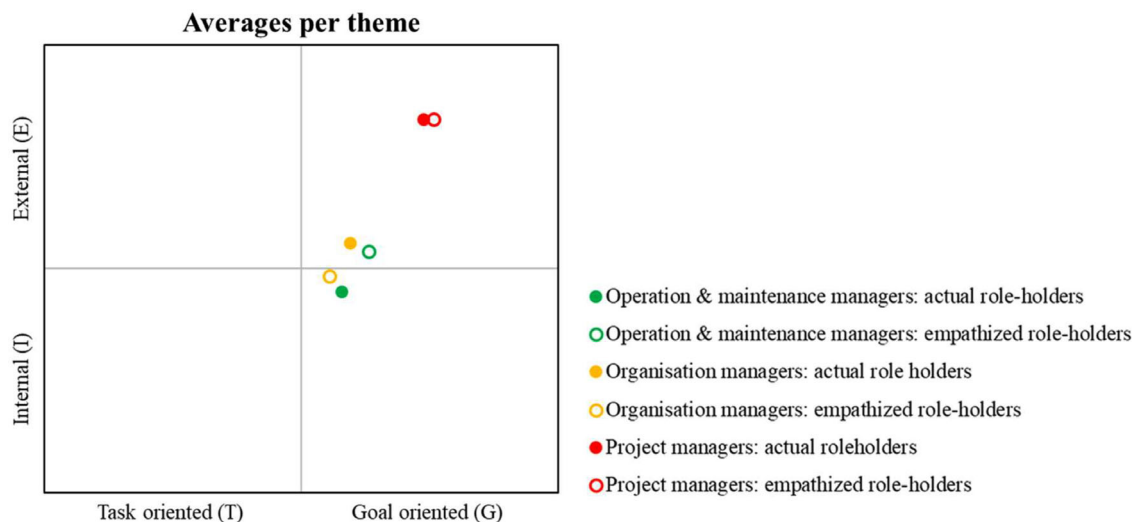 Averages per theme
External (E)
Internal (I)
Task oriented (T)
Goal oriented (G)
Operation & maintenance managers: actual role-holders
Operation & maintenance managers: empathized role-holders
Organisation managers: actual role holders
Organisation managers: empathized role-holders
Project managers: actual roleholders
Project managers: empathized role-holders